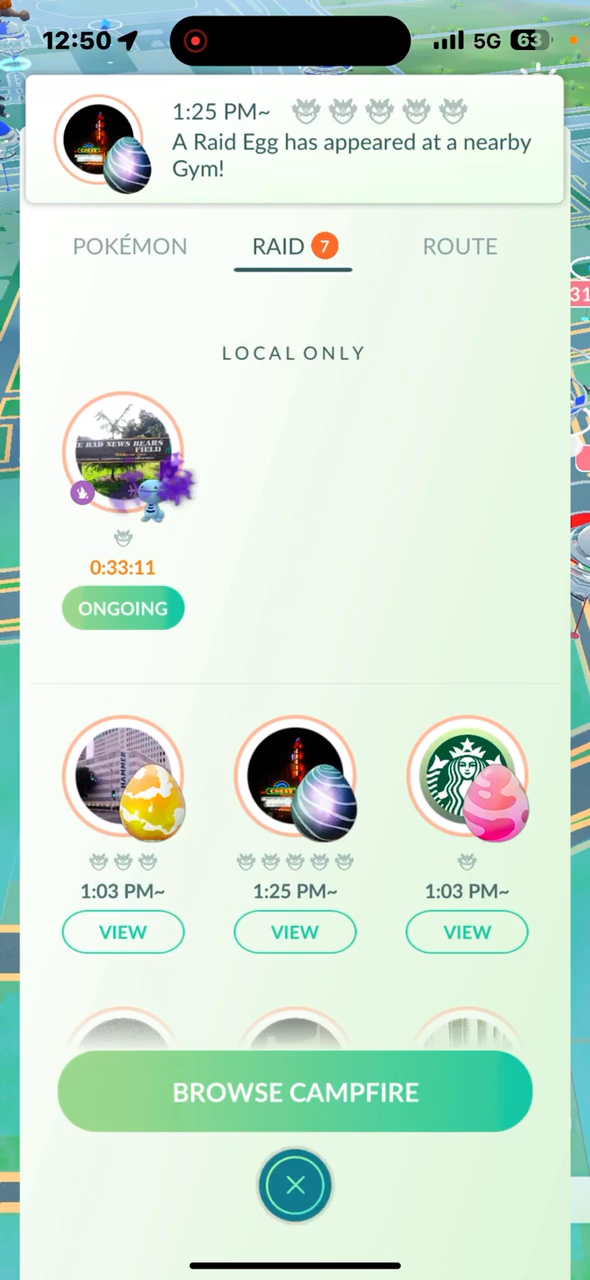 12:50
5G
63
1:25 PM~
A Raid Egg has appeared at a nearby
Gym!
POKÉMON
RAID 7
ROUTE
31
LOCAL ONLY
E BAD NEWS BEARS
FIELD
0:33:11
ONGOING
HAMMER
1:03 PM~
1:25 PM~
1:03 PM~
VIEW
VIEW
VIEW
BROWSE CAMPFIRE